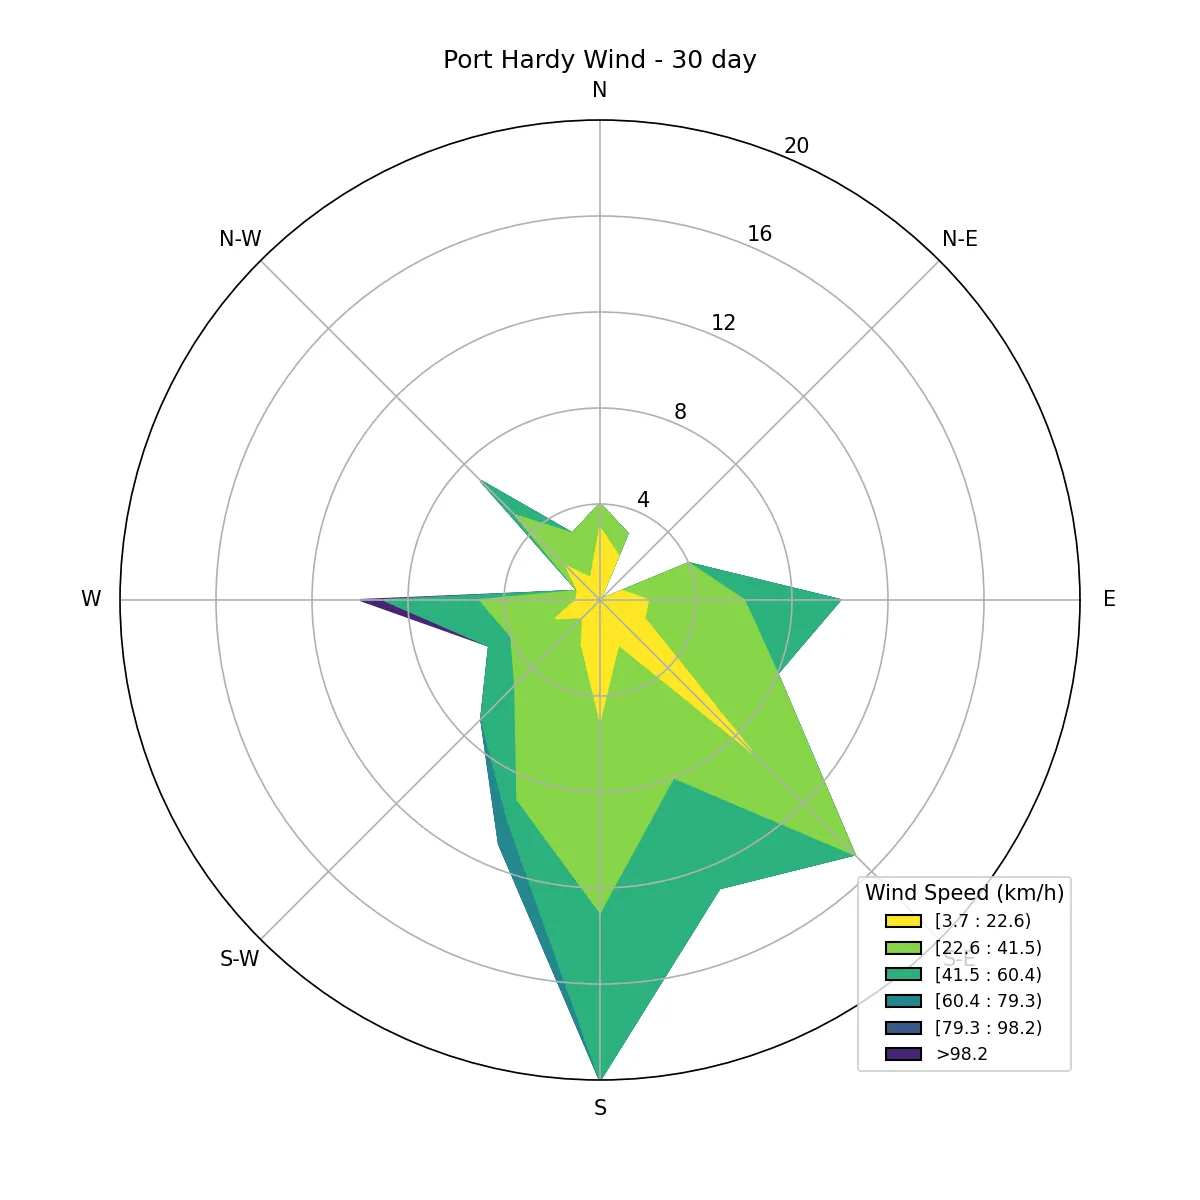 Port Hardy Wind - 30 day
N
20
N-W
16
N-E
12
8
4
W
E
Wind Speed (km/h)
[3.7 : 22.6)
[22.6 : 41.5)
S-W
S-E
[41.5 : 60.4)
[60.4 : 79.3)
[79.3 : 98.2)
>98.2
S